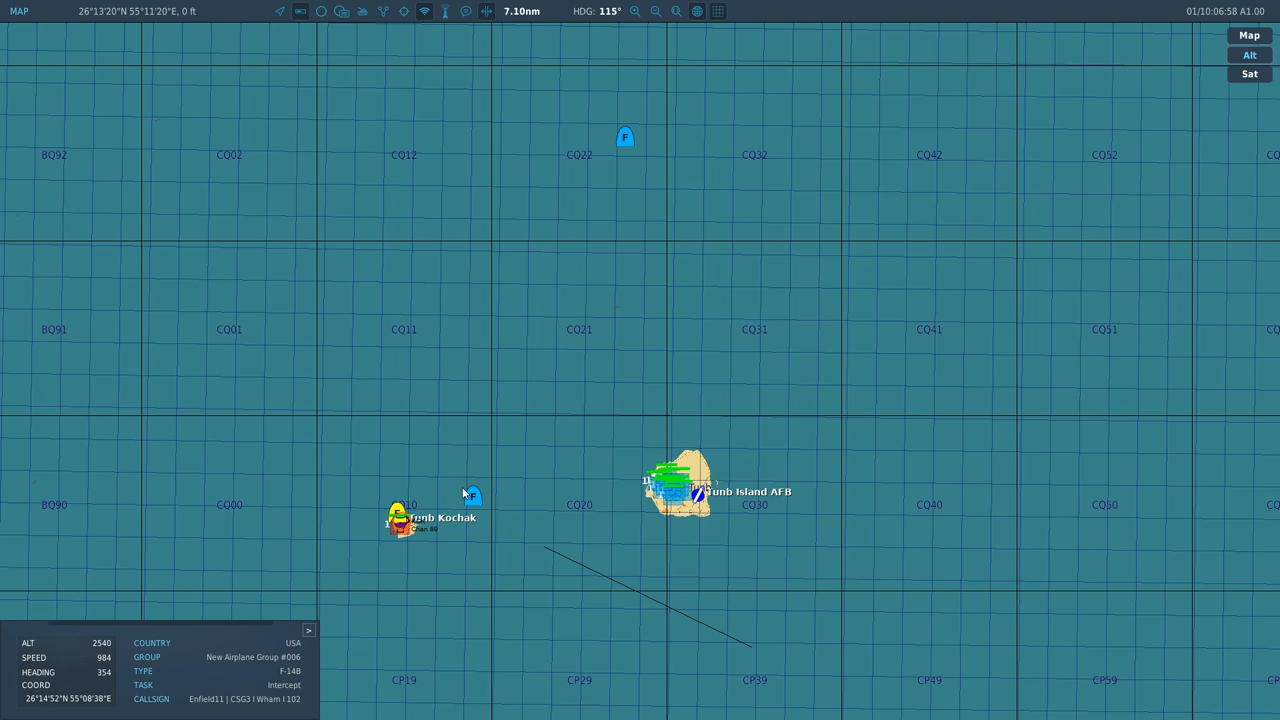 MAP 26°13'20"N 55°11'20"E, 0 ft 7.10nm HDG: 115° 01/10:06:58 A1.00
Map
Alt
Sat
F
BQ92 CQ02 CQ12 CQ22 CQ32 CQ42 CQ52 CQ
BQ91 CQ01 CQ11 CQ21 CQ31 CQ41 CQ51 CQ
Tunb Island AFB
F
BQ90 CQ00 CQ20 CQ30 CQ40 CQ50 CQ
Tunb Kochak
CP19 CP29 CP39 CP49 CP59 CP
>
ALT 2540 COUNTRY USA
SPEED 984 GROUP New Airplane Group #006
HEADING 354 TYPE F-14B
COORD TASK Intercept
26°14'52"N 55°08'38"E CALLSIGN Enfield11 | CSG3 I Wham I 102